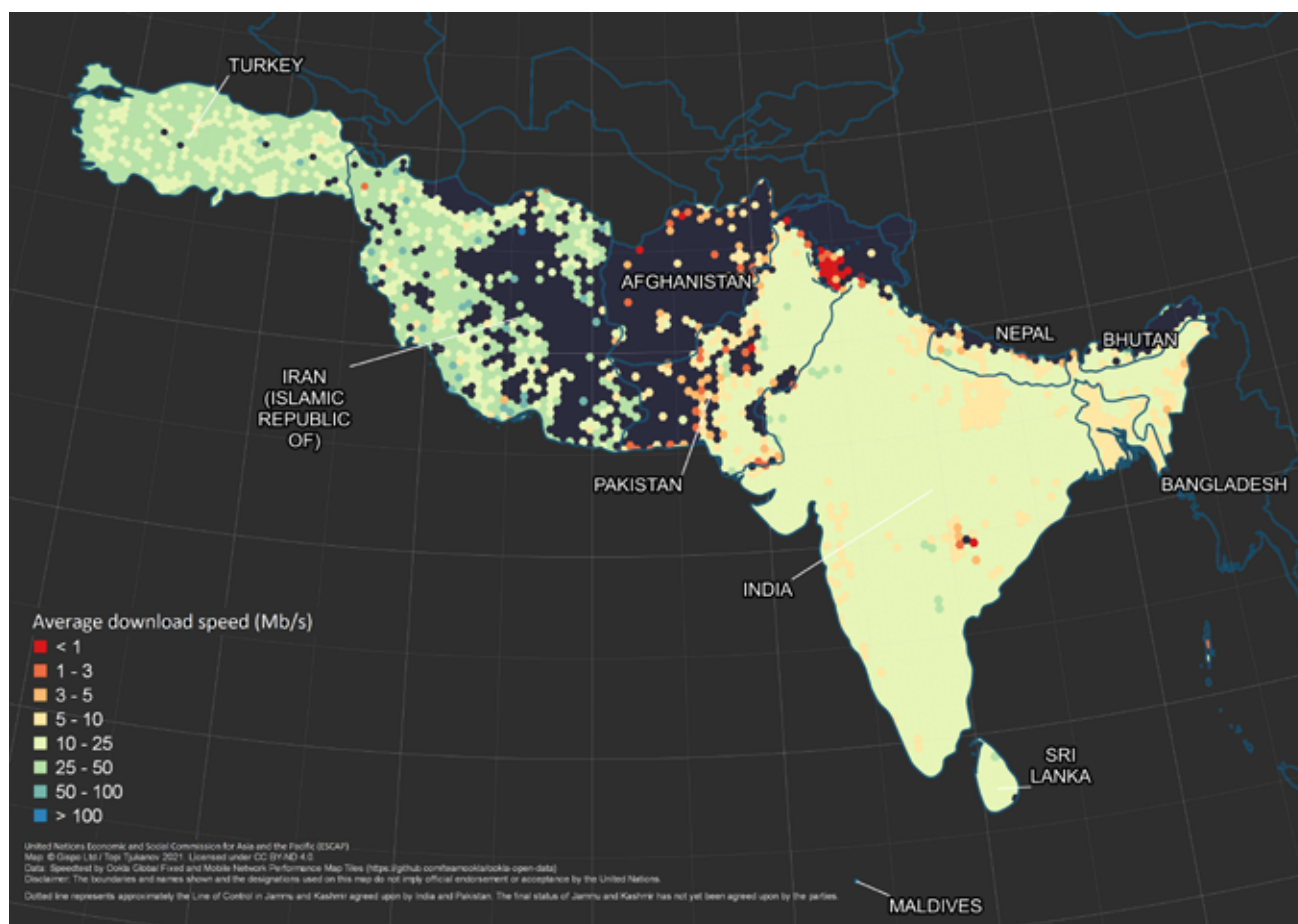 TURKEY
AFGHANISTAN
NEPAL
BHUTAN
IRAN
(ISLAMIC
REPUBLIC
OF)
PAKISTAN
BANGLADESH
INDIA
SRI
LANKA
MALDIVES
Average download speed (Mb/s)
< 1
1 - 3
3 - 5
5 - 10
10 - 25
25 - 50
50 - 100
> 100
United Nations Economic and Social Commission for Asia and the Pacific (ESCAP)
Map: © Gispo Ltd / Topi Tjukanov 2021. Licensed under CC BY-ND 4.0.
Data: Speedtest by Ookla Global Fixed and Mobile Network Performance Map Tiles (https://github.com/teamookla/ookla-open-data)
Disclaimer: The boundaries and names shown and the designations used on this map do not imply official endorsement or acceptance by the United Nations.
Dotted line represents approximately the Line of Control in Jammu and Kashmir agreed upon by India and Pakistan. The final status of Jammu and Kashmir has not yet been agreed upon by the parties.